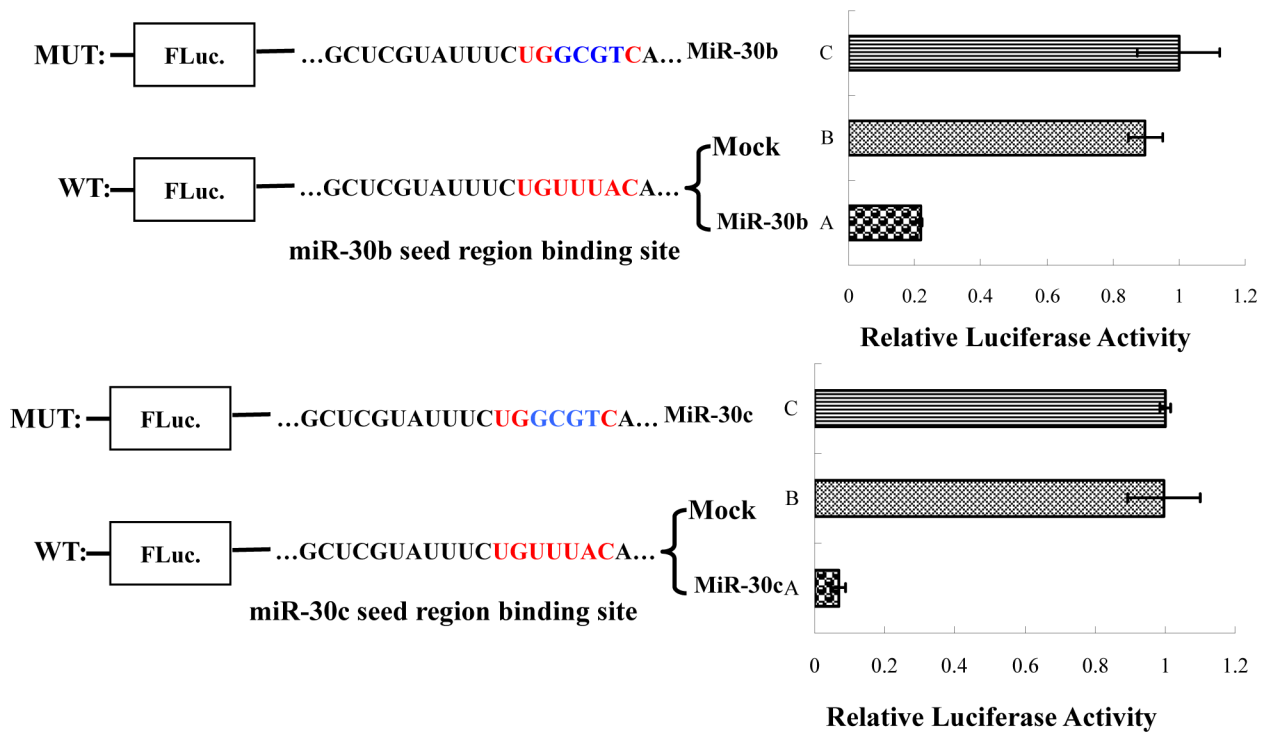 MUT: FLuc. ...GCUCGUAUUUCUGGCGTCA... MiR-30b
C
Mock
B
WT: FLuc. ...GCUCGUAUUUCUGUUUACA...
MiR-30b A
miR-30b seed region binding site
0 0.2 0.4 0.6 0.8 1 1.2
Relative Luciferase Activity
MUT: FLuc. ...GCUCGUAUUUCUGGCGTCA... MiR-30c
C
Mock
B
WT: FLuc. ...GCUCGUAUUUCUGUUUACA...
MiR-30c A
miR-30c seed region binding site
0 0.2 0.4 0.6 0.8 1 1.2
Relative Luciferase Activity